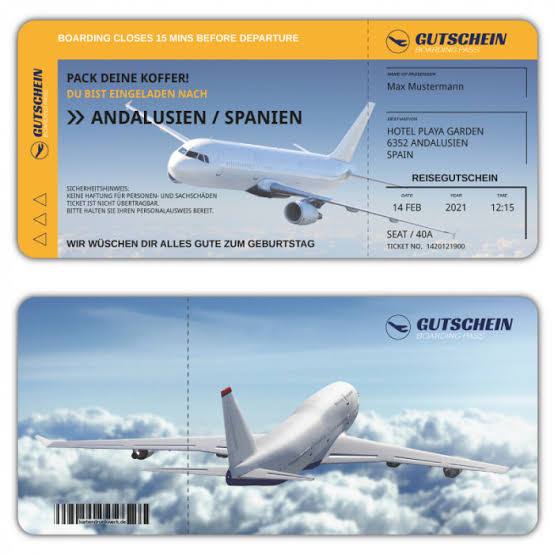 BOARDING CLOSES 15 MINS BEFORE DEPARTURE
GUTSCHEIN
BOARDING PASS
GUTSCHEIN
BOARDING PASS
PACK DEINE KOFFER!
DU BIST EINGELADEN NACH
>> ANDALUSIEN / SPANIEN
SICHERHEITSHINWEIS:
KEINE HAFTUNG FÜR PERSONEN- UND SACHSCHÄDEN
TICKET IST NICHT ÜBERTRAGBAR.
BITTE HALTEN SIE IHREN PERSONALAUSWEIS BEREIT.
WIR WÜSCHEN DIR ALLES GUTE ZUM GEBURTSTAG
NAME OF PASSENGER
Max Mustermann
DESTINATION
HOTEL PLAYA GARDEN
6352 ANDALUSIEN
SPAIN
REISEGUTSCHEIN
DATE YEAR TIME
14 FEB 2021 12:15
SEAT / 40A
TICKET NO. 1420121900
GUTSCHEIN
BOARDING PASS
kartendruckwerk.de